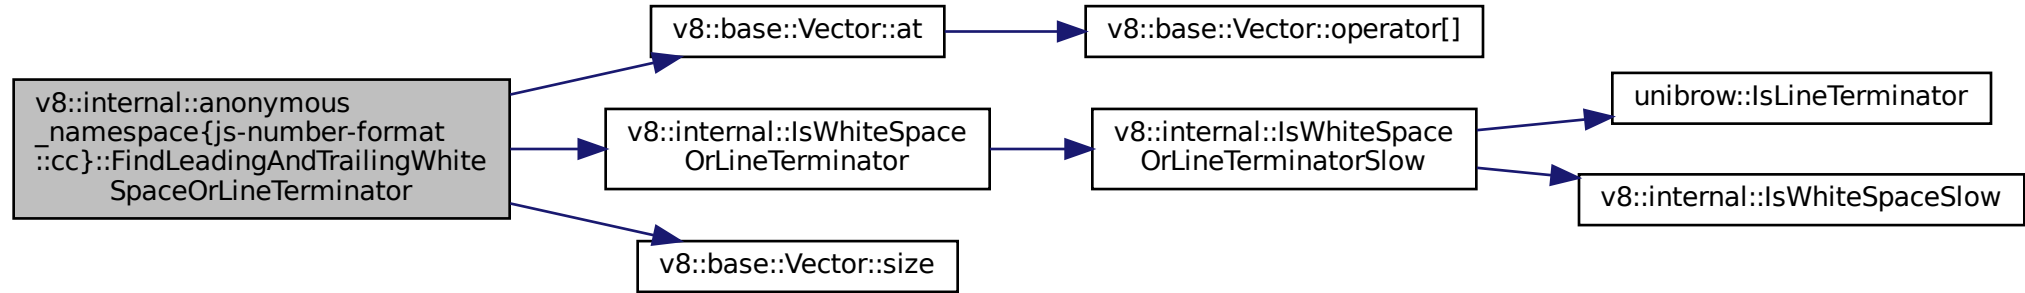 v8::internal::anonymous
_namespace{js-number-format
::cc}::FindLeadingAndTrailingWhite
SpaceOrLineTerminator
v8::base::Vector::at
v8::base::Vector::operator[]
v8::internal::IsWhiteSpace
OrLineTerminator
v8::internal::IsWhiteSpace
OrLineTerminatorSlow
unibrow::IsLineTerminator
v8::internal::IsWhiteSpaceSlow
v8::base::Vector::size